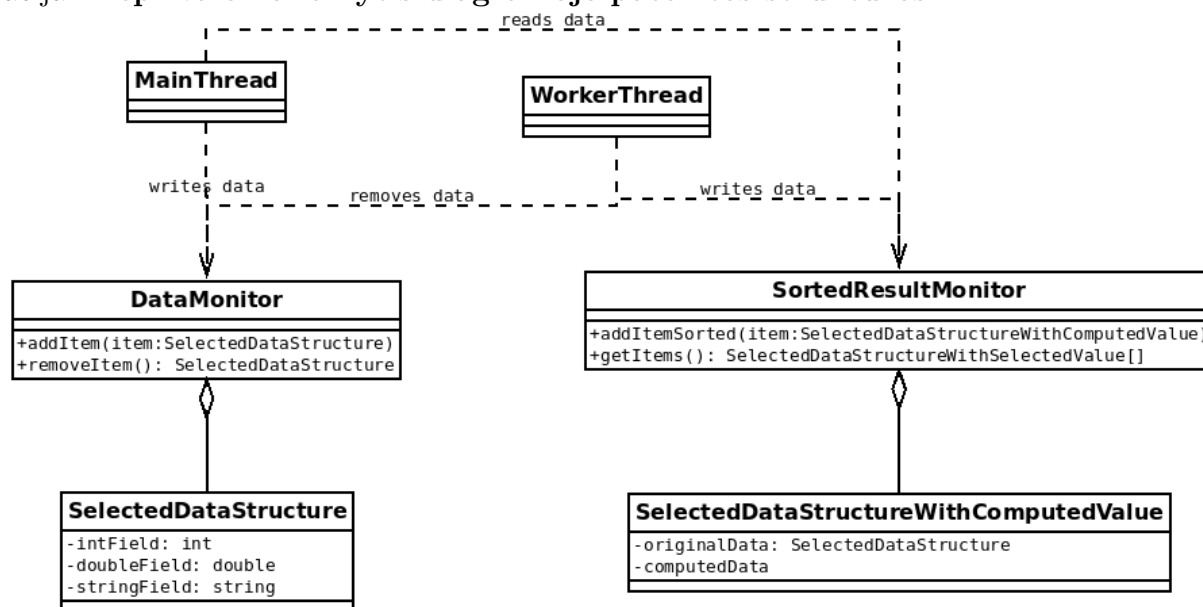 reads data
MainThread
WorkerThread
writes data
removes data
writes data
DataMonitor
+addItem(item:SelectedDataStructure)
+removeItem(): SelectedDataStructure
SortedResultMonitor
+addItemSorted(item:SelectedDataStructureWithComputedValue)
+getItems(): SelectedDataStructureWithSelectedValue[]
SelectedDataStructure
-intField: int
-doubleField: double
-stringField: string
SelectedDataStructureWithComputedValue
-originalData: SelectedDataStructure
-computedData